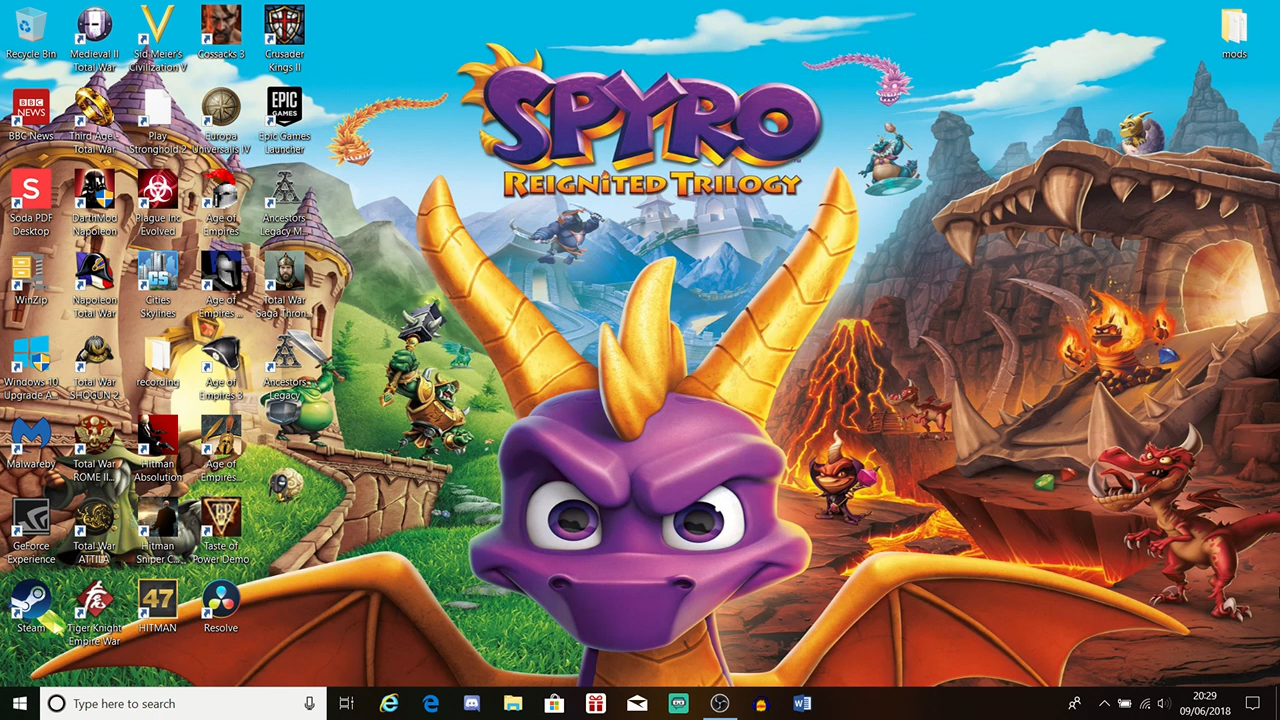 Recycle Bin
Medieval II
Total War
Sid Meier's
Civilization V
Cossacks 3
Crusader
Kings II
mods
SPYRO
REIGNITED TRILOGY
BBC
NEWS
BBC News
Third Age -
Total War
Play
Stronghold 2
Europa
Universalis IV
EPIC
GAMES
Epic Games
Launcher
S
Soda PDF
Desktop
DarthMod
Napoleon
Plague Inc
Evolved
Age of
Empires
Ancestors
Legacy M...
WinZip
Napoleon
Total War
CS
Cities
Skylines
Age of
Empires ...
Total War
Saga Thron...
Windows 10
Upgrade A...
Total War
SHOGUN 2
recording
Age of
Empires 3
Ancestors
Legacy
Malwareby...
Total War
ROME II...
Hitman
Absolution
Age of
Empires...
GeForce
Experience
Total War
ATTILA
Hitman
Sniper C...
Taste of
Power Demo
Steam
Tiger Knight
Empire War
47
HITMAN
Resolve
Type here to search
20:29
09/06/2018